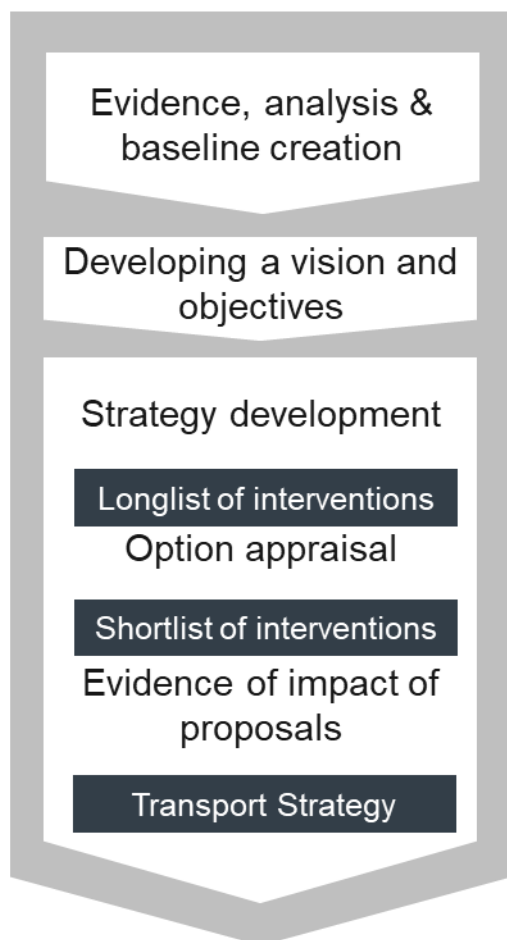 Evidence, analysis &
baseline creation
Developing a vision and
objectives
Strategy development
Longlist of interventions
Option appraisal
Shortlist of interventions
Evidence of impact of
proposals
Transport Strategy